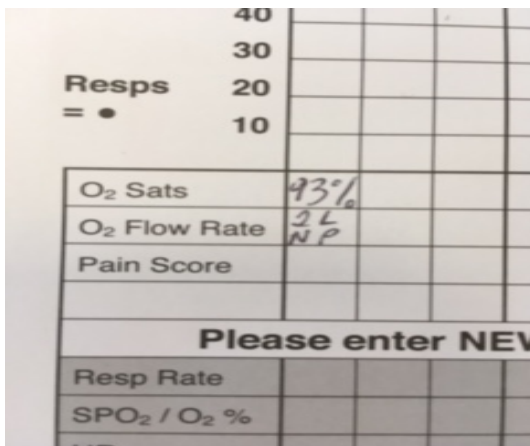 40
30
Resps 20
= • 10
O₂ Sats 93%
O₂ Flow Rate 2L NP
Pain Score
Please enter NEW
Resp Rate
SPO₂ / O₂ %